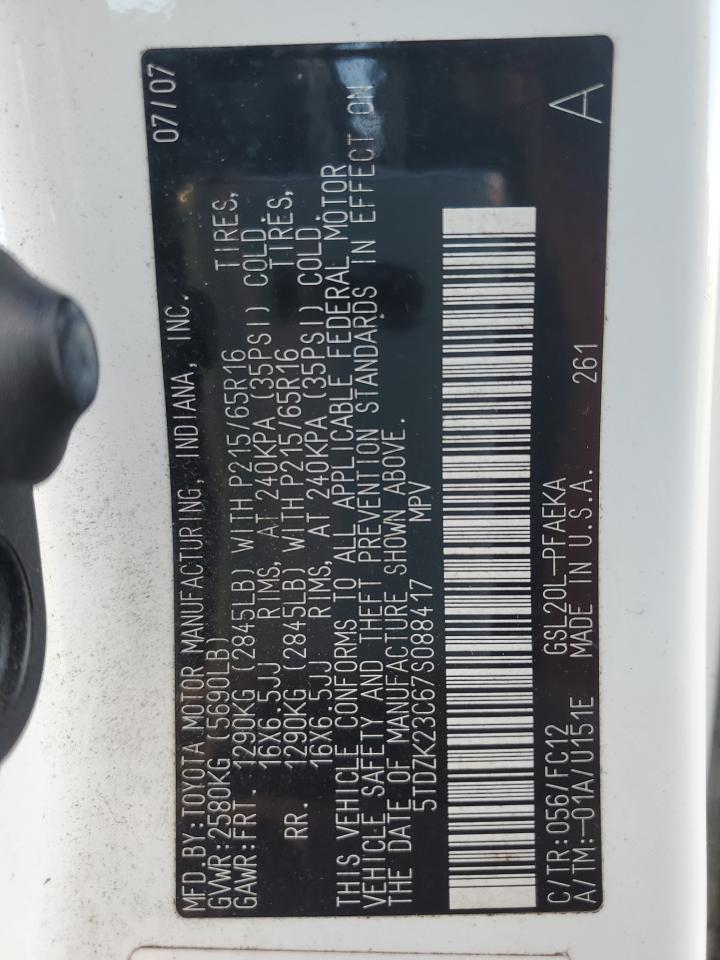 MFD.BY:TOYOTA MOTOR MANUFACTURING, INDIANA, INC. 07/07
GVWR:2580KG (5690LB)
GAWR:FRT. 1290KG (2845LB) WITH P215/65R16 TIRES,
16X6.5JJ RIMS, AT 240KPA (35PSI) COLD.
RR. 1290KG (2845LB) WITH P215/65R16 TIRES,
16X6.5JJ RIMS, AT 240KPA (35PSI) COLD.
THIS VEHICLE CONFORMS TO ALL APPLICABLE FEDERAL MOTOR
VEHICLE SAFETY AND THEFT PREVENTION STANDARDS IN EFFECT ON
THE DATE OF MANUFACTURE SHOWN ABOVE.
5TDZK23C67S088417 MPV
C/TR:056/FC12 GSL20L-PFAEKA A
A/TM:-01A/U151E MADE IN U.S.A. 261